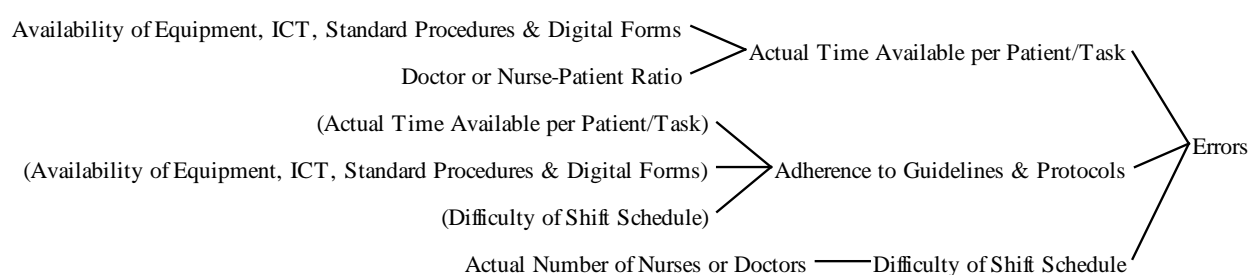 Availability of Equipment, ICT, Standard Procedures & Digital Forms
Actual Time Available per Patient/Task
Doctor or Nurse-Patient Ratio
(Actual Time Available per Patient/Task)
Errors
(Availability of Equipment, ICT, Standard Procedures & Digital Forms)
Adherence to Guidelines & Protocols
(Difficulty of Shift Schedule)
Actual Number of Nurses or Doctors
Difficulty of Shift Schedule